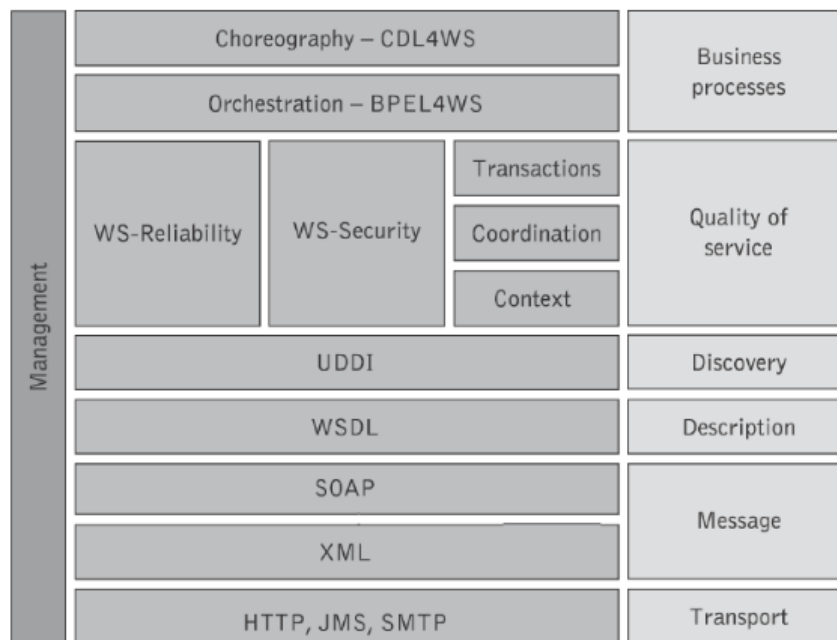 Management
Choreography – CDL4WS
Orchestration – BPEL4WS
Business
processes
WS-Reliability
WS-Security
Transactions
Coordination
Context
Quality of
service
UDDI
Discovery
WSDL
Description
SOAP
XML
Message
HTTP, JMS, SMTP
Transport